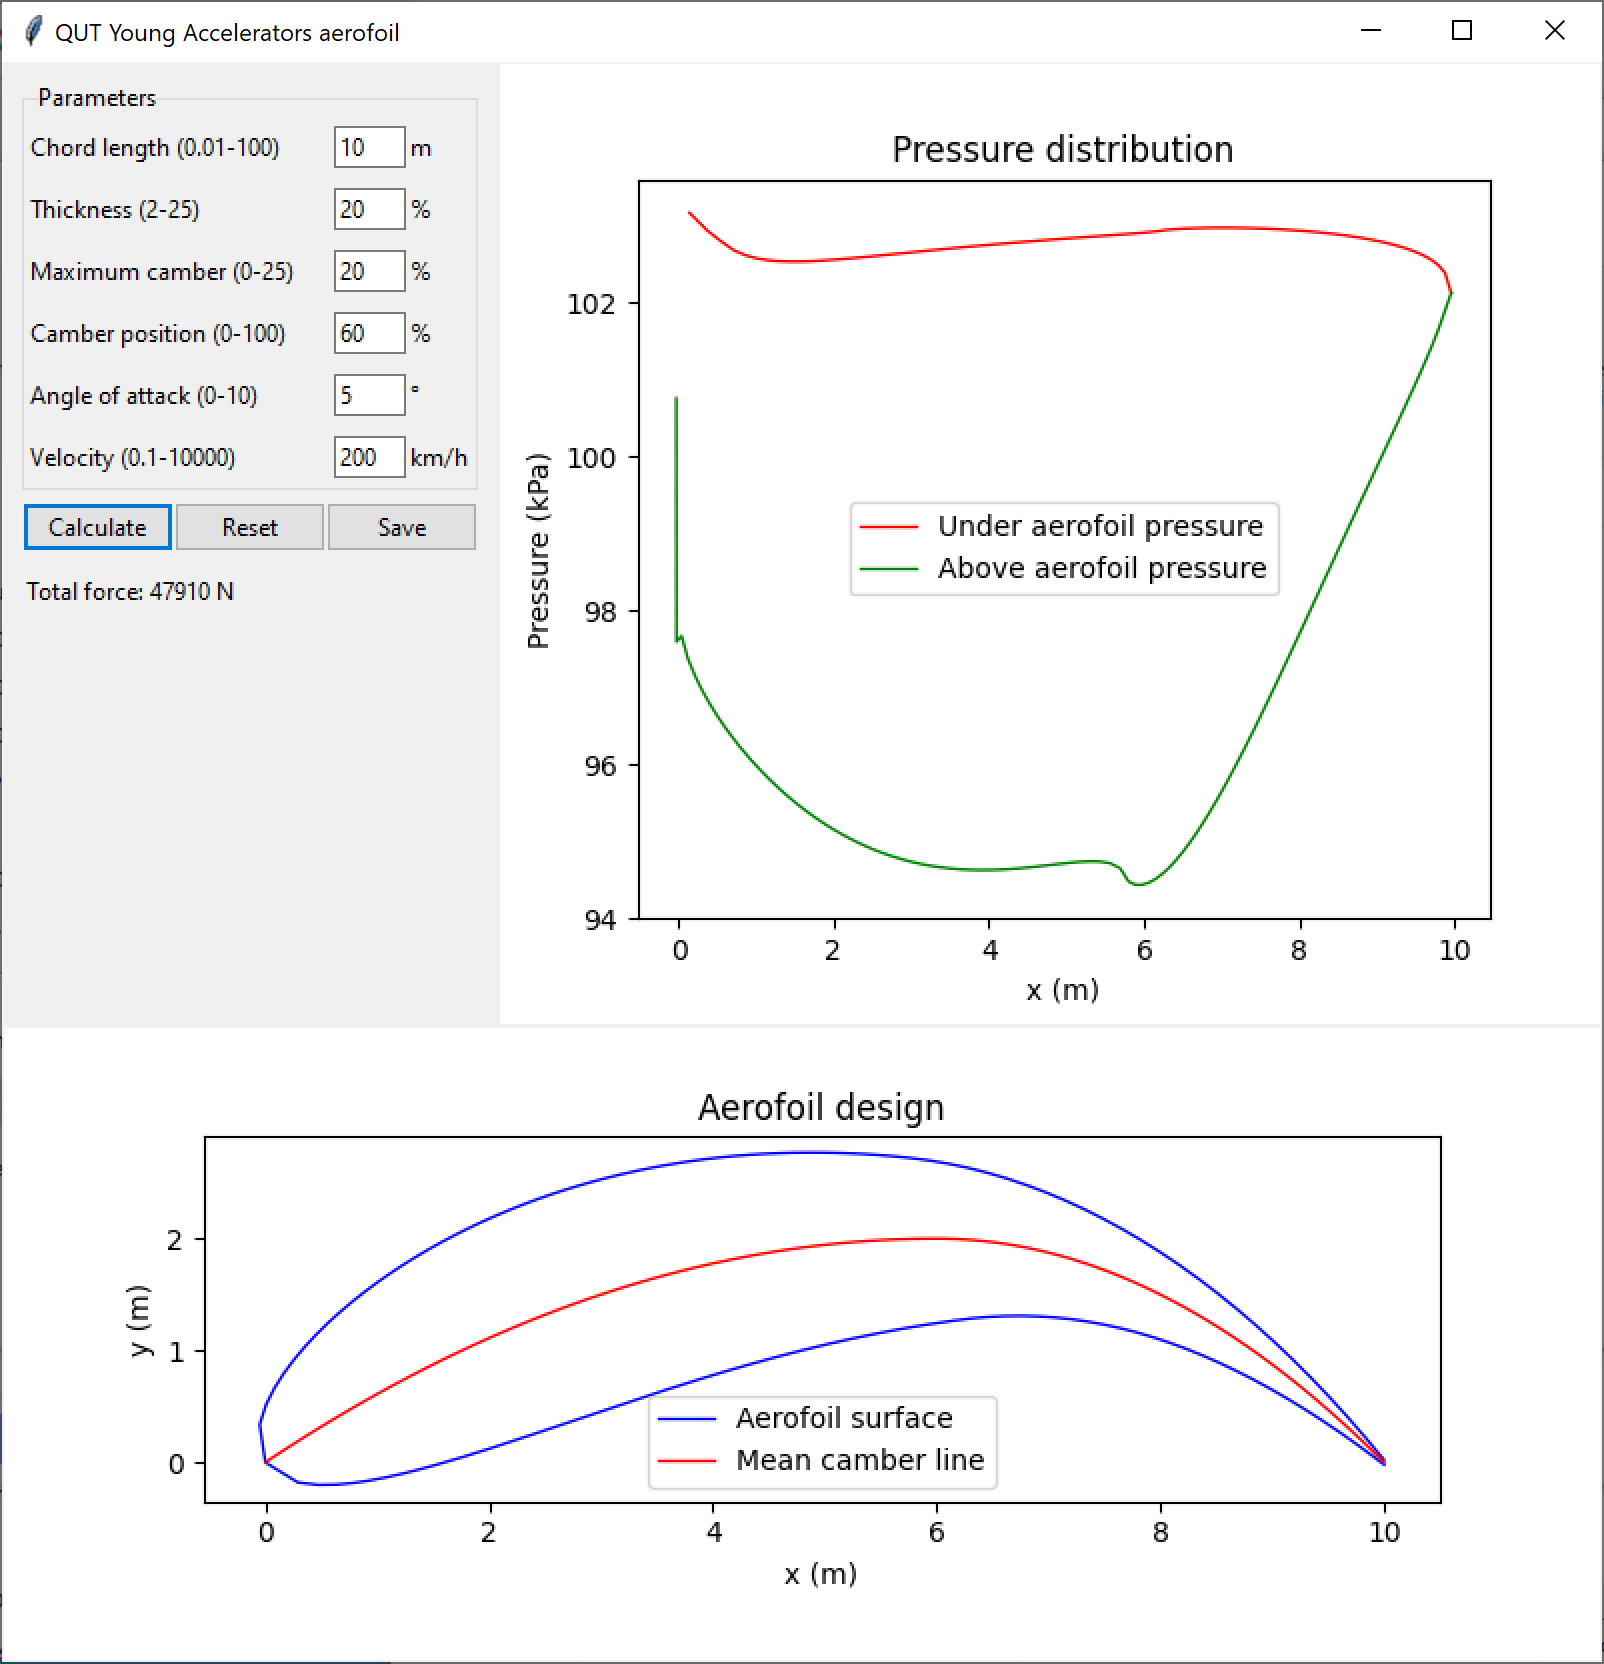 QUT Young Accelerators aerofoil
Parameters
Chord length (0.01-100) 10 m
Thickness (2-25) 20 %
Maximum camber (0-25) 20 %
Camber position (0-100) 60 %
Angle of attack (0-10) 5 °
Velocity (0.1-10000) 200 km/h
Calculate Reset Save
Total force: 47910 N
Pressure distribution
102
100
98
96
94
Pressure (kPa)
Under aerofoil pressure
Above aerofoil pressure
0 2 4 6 8 10
x (m)
Aerofoil design
2
1
0
y (m)
Aerofoil surface
Mean camber line
0 2 4 6 8 10
x (m)